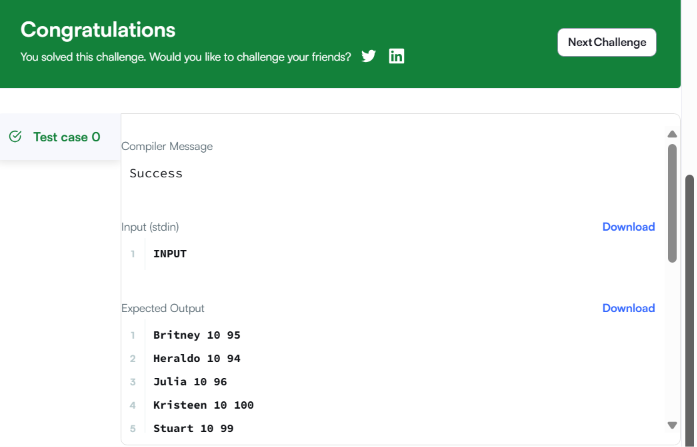 Congratulations
You solved this challenge. Would you like to challenge your friends?
Next Challenge
Test case 0
Compiler Message
Success
Input (stdin)
Download
1 INPUT
Expected Output
Download
1 Britney 10 95
2 Heraldo 10 94
3 Julia 10 96
4 Kristeen 10 100
5 Stuart 10 99